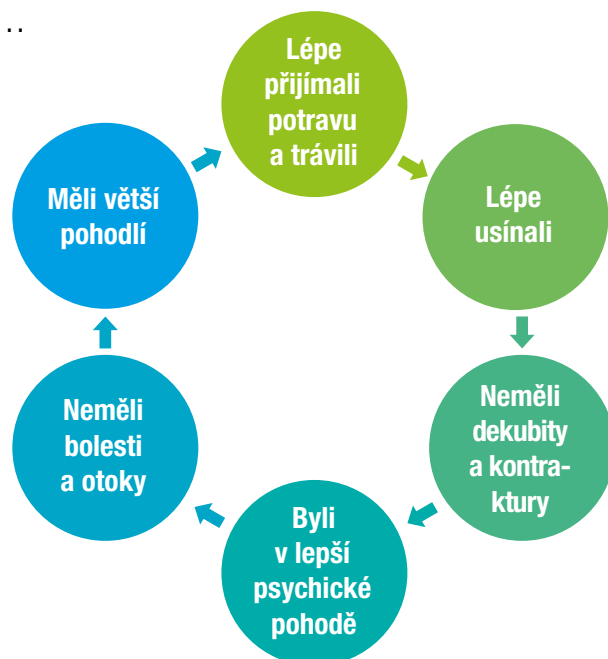 ..
Lépe
přijímali
potravu
a trávili
Lépe
usínali
Neměli
dekubity
a kontra-
ktury
Byli
v lepší
psychické
pohodě
Neměli
bolesti
a otoky
Měli větší
pohodlí